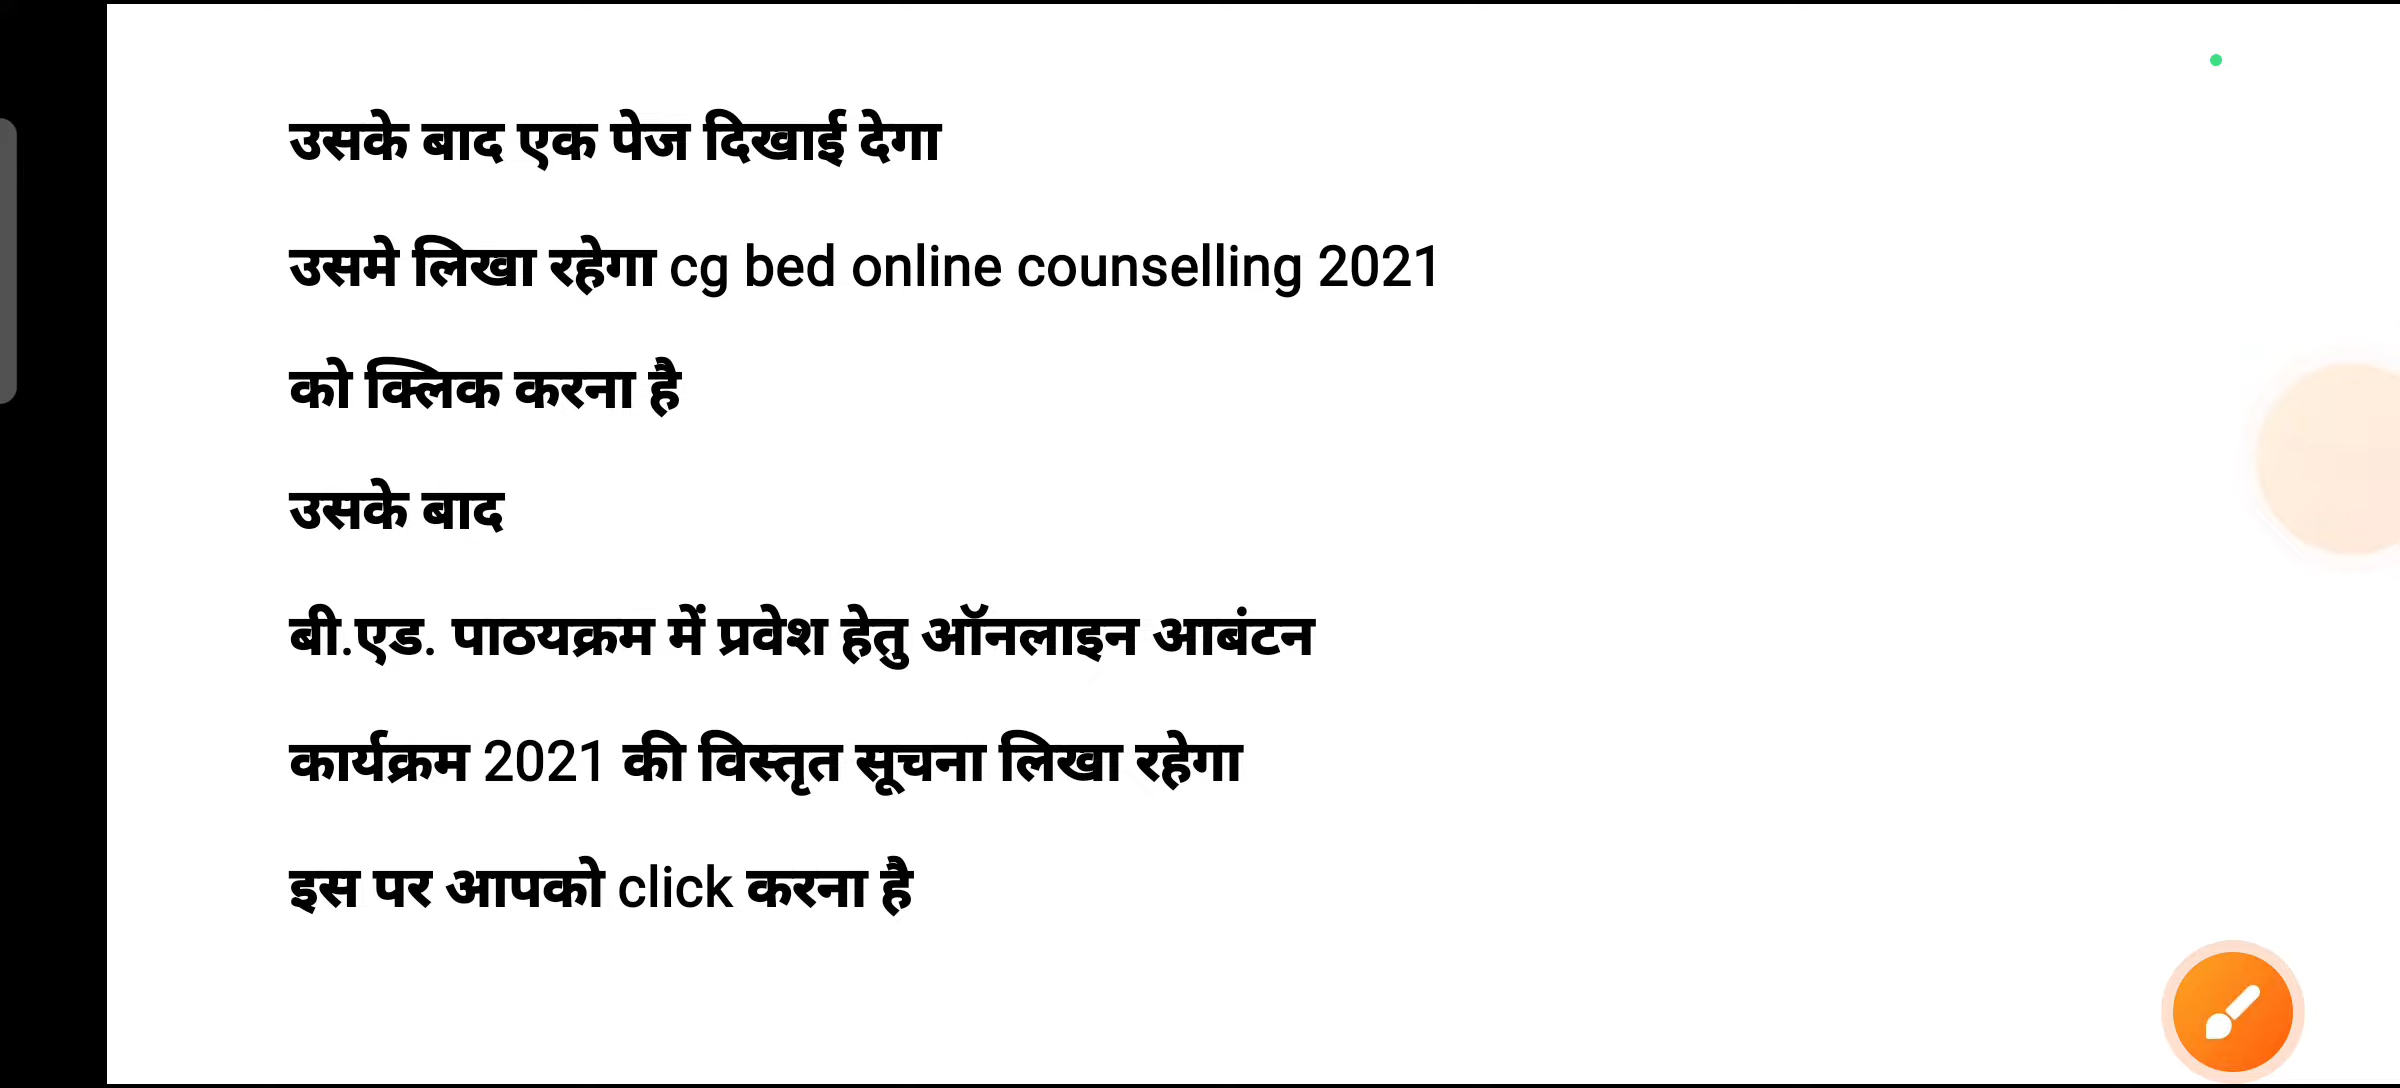 उसके बाद एक पेज दिखाई देगा
उसमे लिखा रहेगा cg bed online counselling 2021
को क्लिक करना है
उसके बाद
बी.एड. पाठयक्रम में प्रवेश हेतु ऑनलाइन आबंटन
कार्यक्रम 2021 की विस्तृत सूचना लिखा रहेगा
इस पर आपको click करना है